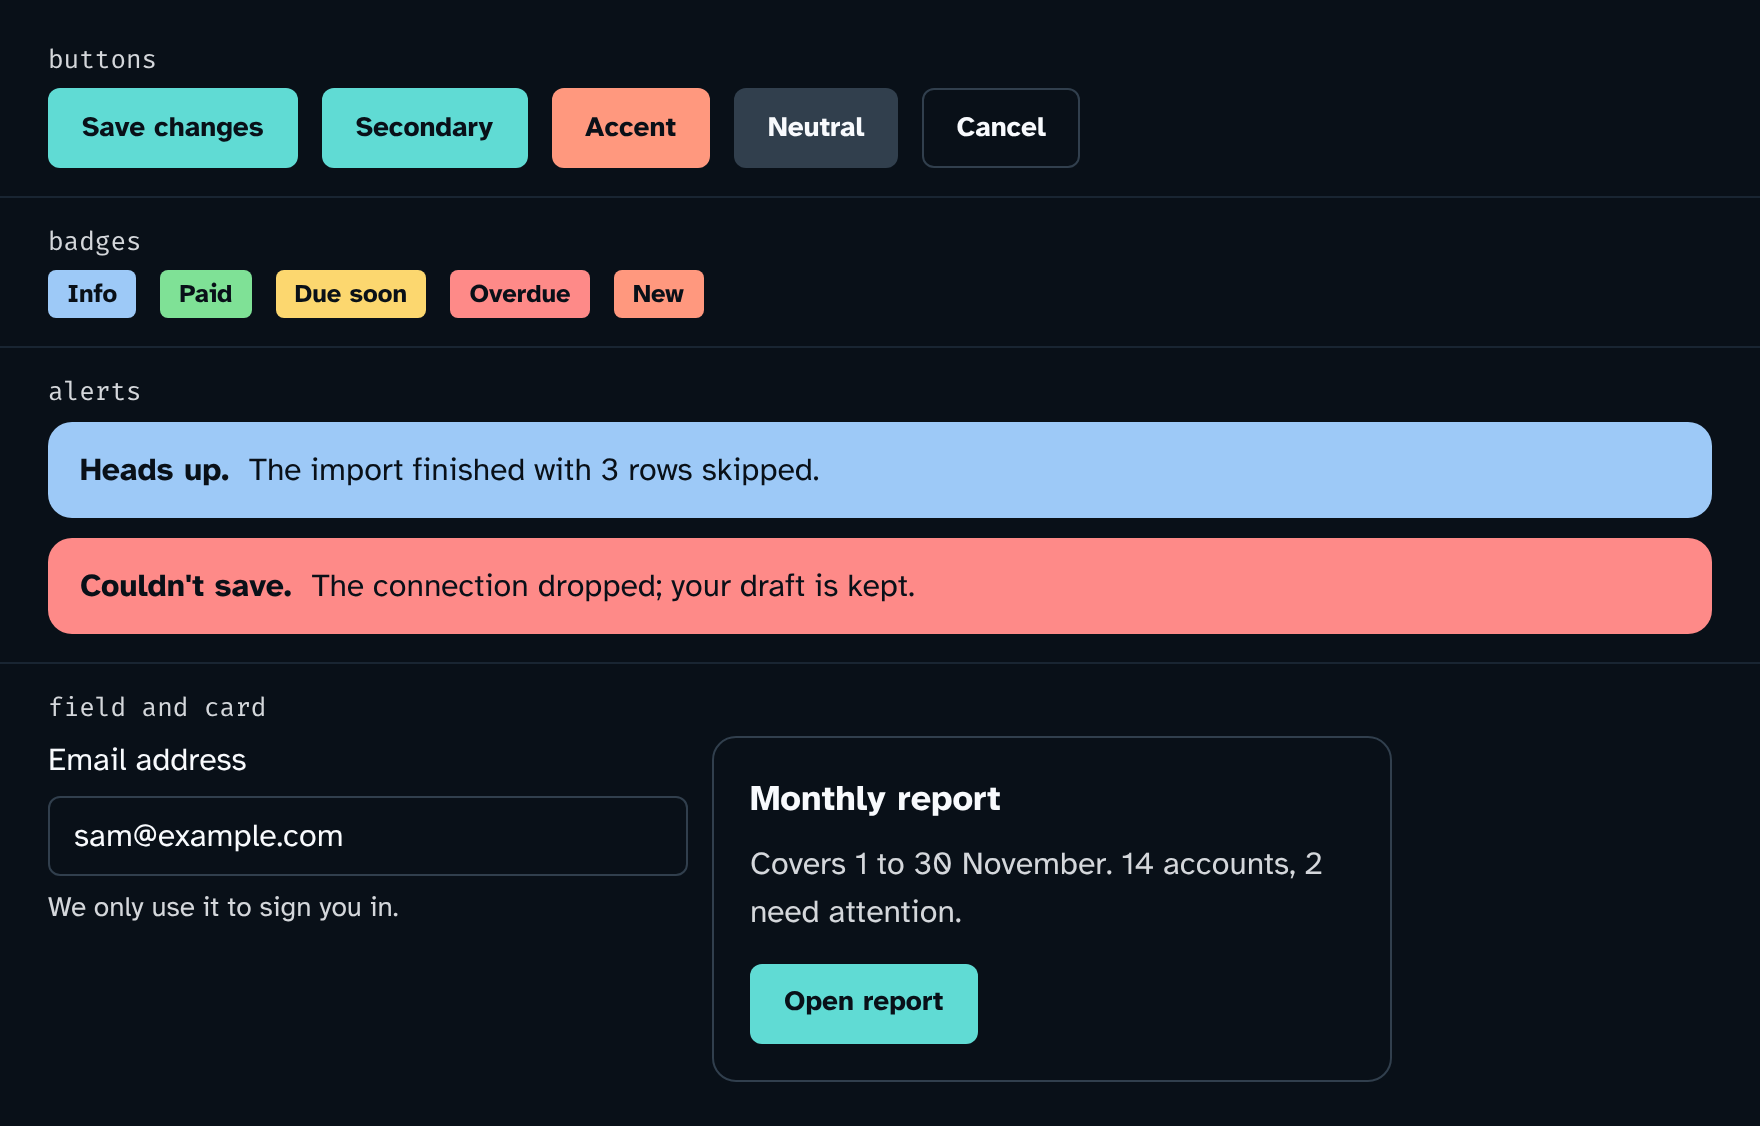 buttons
Save changes Secondary Accent Neutral Cancel
badges
Info Paid Due soon Overdue New
alerts
Heads up. The import finished with 3 rows skipped.
Couldn't save. The connection dropped; your draft is kept.
field and card
Email address
sam@example.com
We only use it to sign you in.
Monthly report
Covers 1 to 30 November. 14 accounts, 2
need attention.
Open report